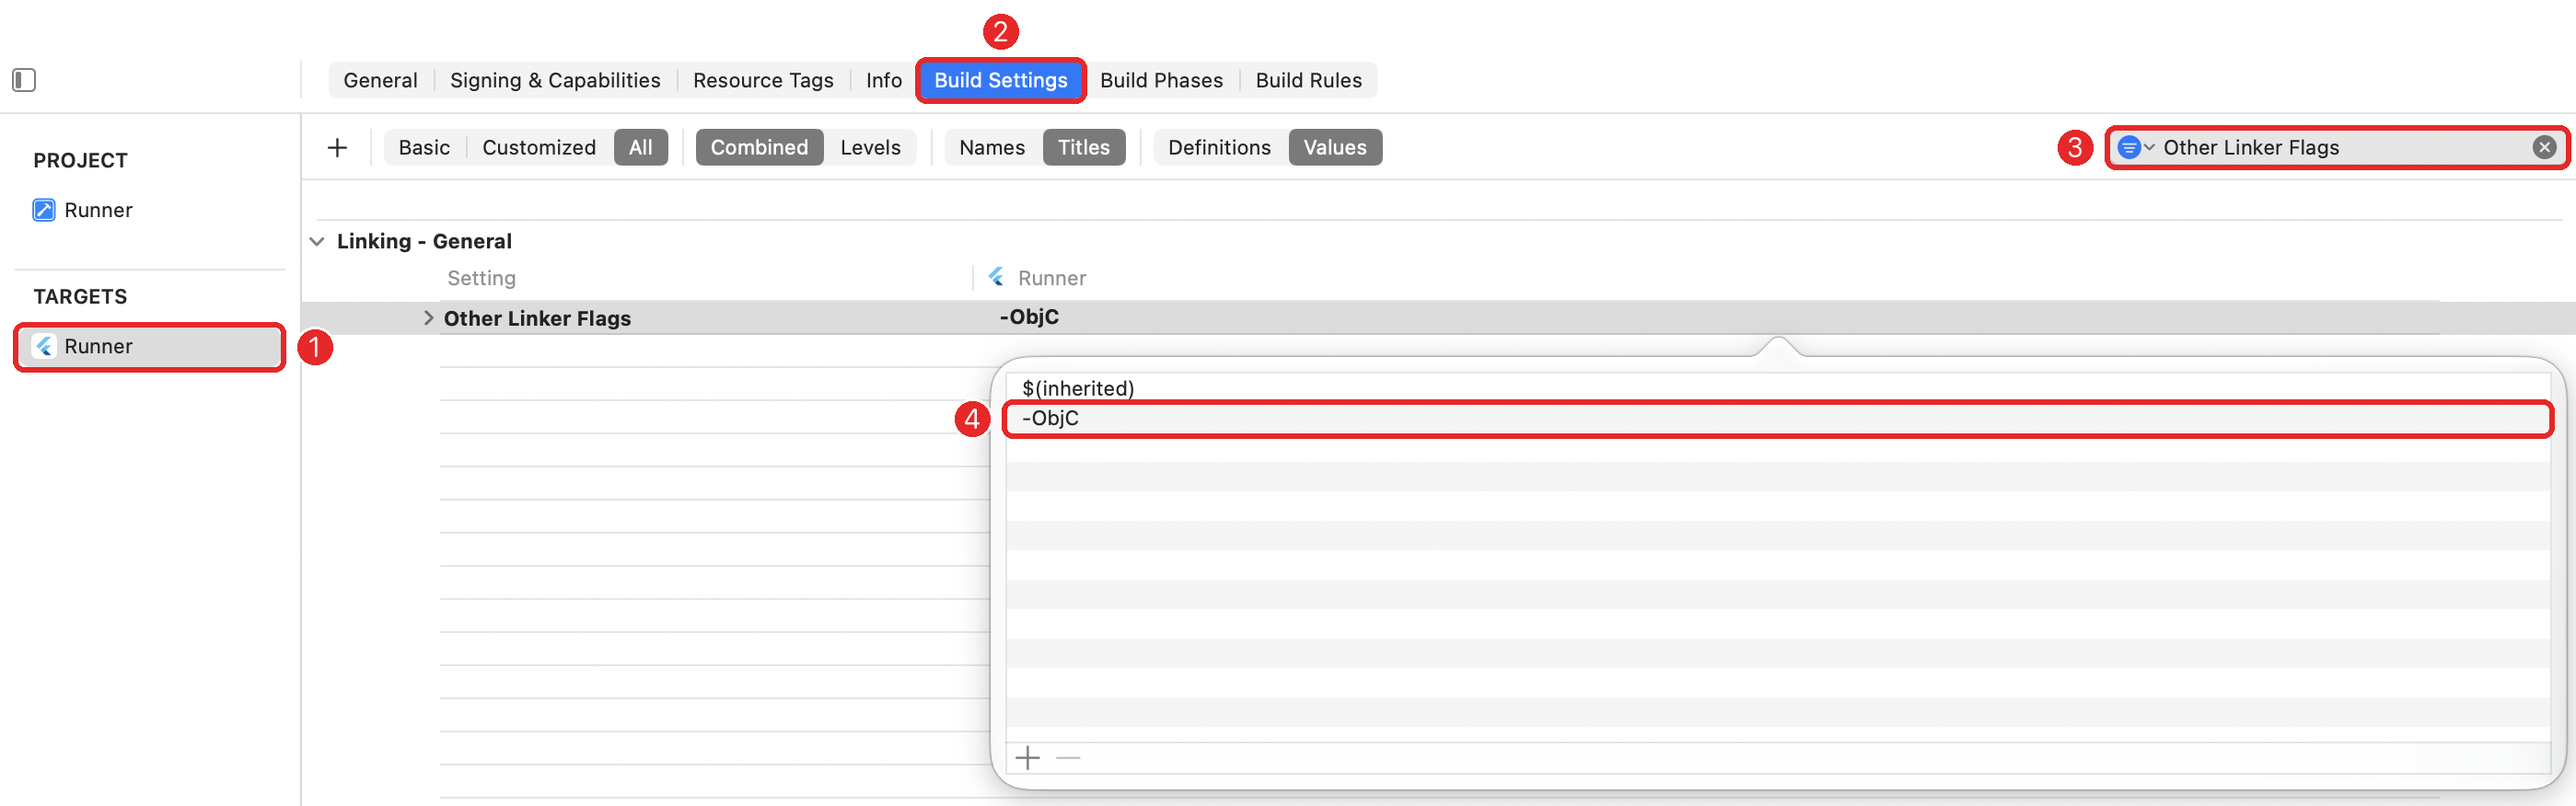 2
General Signing & Capabilities Resource Tags Info Build Settings Build Phases Build Rules
PROJECT
Runner
TARGETS
Runner 1
Basic Customized All Combined Levels Names Titles Definitions Values 3 Other Linker Flags
Linking - General
Setting Runner
Other Linker Flags -ObjC
$(inherited)
4 -ObjC